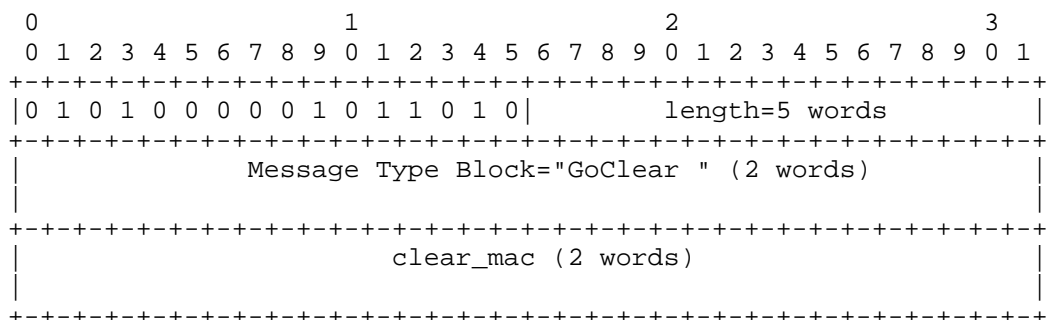 0                   1                   2                   3
 0 1 2 3 4 5 6 7 8 9 0 1 2 3 4 5 6 7 8 9 0 1 2 3 4 5 6 7 8 9 0 1
+-+-+-+-+-+-+-+-+-+-+-+-+-+-+-+-+-+-+-+-+-+-+-+-+-+-+-+-+-+-+-+-+
|0 1 0 1 0 0 0 0 0 1 0 1 1 0 1 0|        length=5 words         |
+-+-+-+-+-+-+-+-+-+-+-+-+-+-+-+-+-+-+-+-+-+-+-+-+-+-+-+-+-+-+-+-+
|              Message Type Block="GoClear " (2 words)          |
|                                                               |
+-+-+-+-+-+-+-+-+-+-+-+-+-+-+-+-+-+-+-+-+-+-+-+-+-+-+-+-+-+-+-+-+
|                       clear_mac (2 words)                     |
|                                                               |
+-+-+-+-+-+-+-+-+-+-+-+-+-+-+-+-+-+-+-+-+-+-+-+-+-+-+-+-+-+-+-+-+